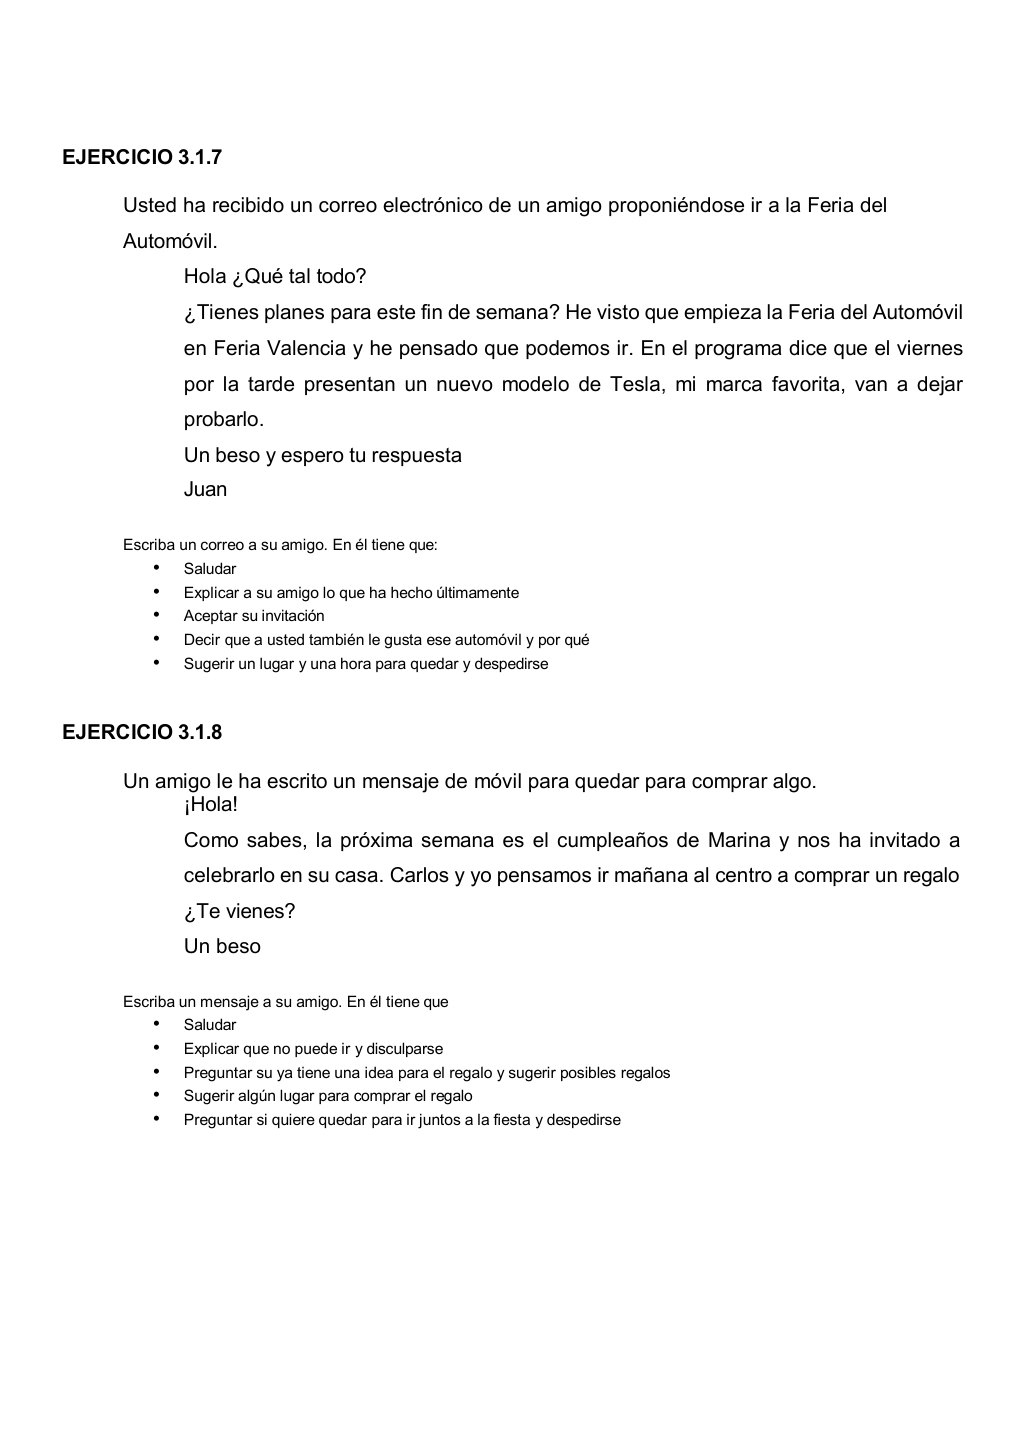 EJERCICIO 3.1.7
Usted ha recibido un correo electrónico de un amigo proponiéndose ir a la Feria del
Automóvil.
Hola ¿Qué tal todo?
¿Tienes planes para este fin de semana? He visto que empieza la Feria del Automóvil
en Feria Valencia y he pensado que podemos ir. En el programa dice que el viernes
por la tarde presentan un nuevo modelo de Tesla, mi marca favorita, van a dejar
probarlo.
Un beso y espero tu respuesta
Juan
Escriba un correo a su amigo. En él tiene que:
• Saludar
• Explicar a su amigo lo que ha hecho últimamente
• Aceptar su invitación
• Decir que a usted también le gusta ese automóvil y por qué
• Sugerir un lugar y una hora para quedar y despedirse
EJERCICIO 3.1.8
Un amigo le ha escrito un mensaje de móvil para quedar para comprar algo.
¡Hola!
Como sabes, la próxima semana es el cumpleaños de Marina y nos ha invitado a
celebrarlo en su casa. Carlos y yo pensamos ir mañana al centro a comprar un regalo
¿Te vienes?
Un beso
Escriba un mensaje a su amigo. En él tiene que
• Saludar
• Explicar que no puede ir y disculparse
• Preguntar su ya tiene una idea para el regalo y sugerir posibles regalos
• Sugerir algún lugar para comprar el regalo
• Preguntar si quiere quedar para ir juntos a la fiesta y despedirse